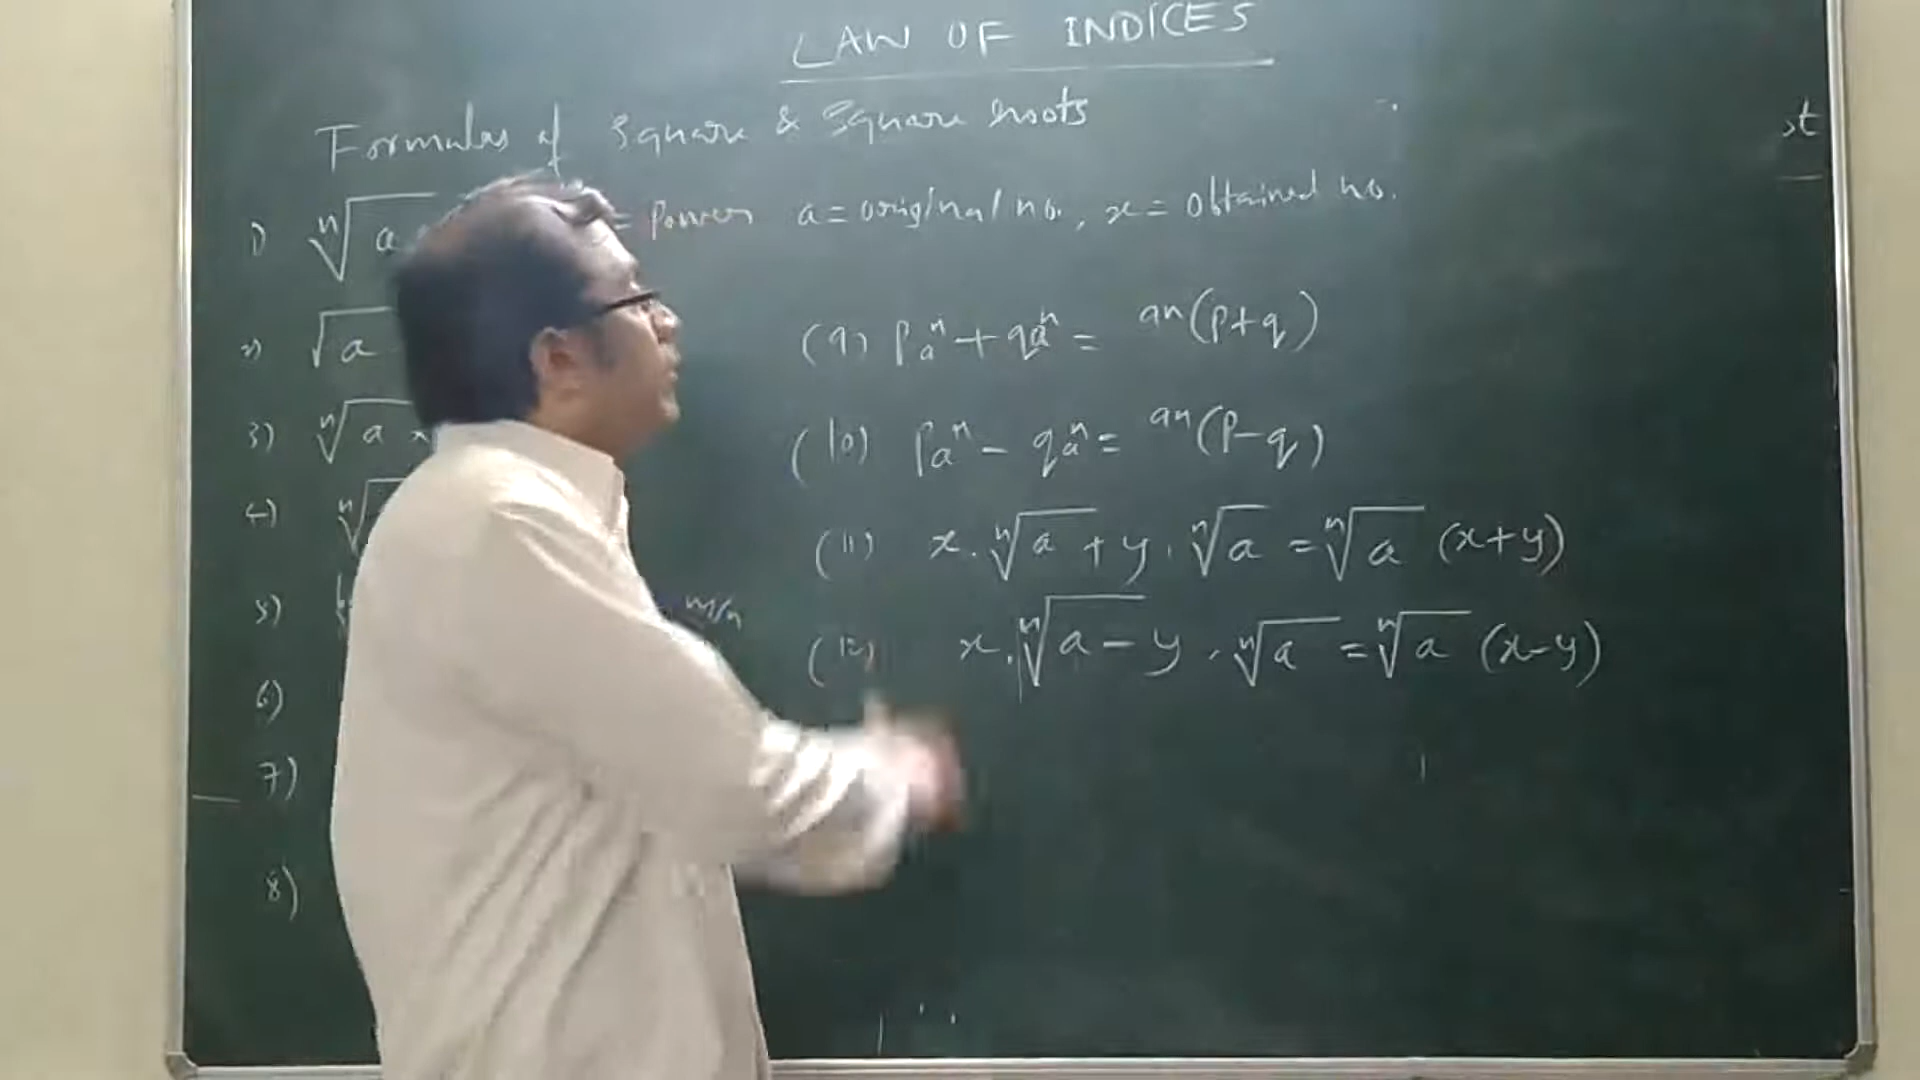 LAW OF INDICES
Formulas of Square & Square roots
1) ⁿ√a = Power a = original no., x = obtained no.
2) √a
3) ⁿ√a x
4) ⁿ√
5) m/n
6)
7)
8)
(9) paⁿ + qaⁿ = an(p+q)
(10) paⁿ - qaⁿ = an(p-q)
(11) x.ⁿ√a + y.ⁿ√a = ⁿ√a (x+y)
(12) x.ⁿ√a - y.ⁿ√a = ⁿ√a (x-y)
st